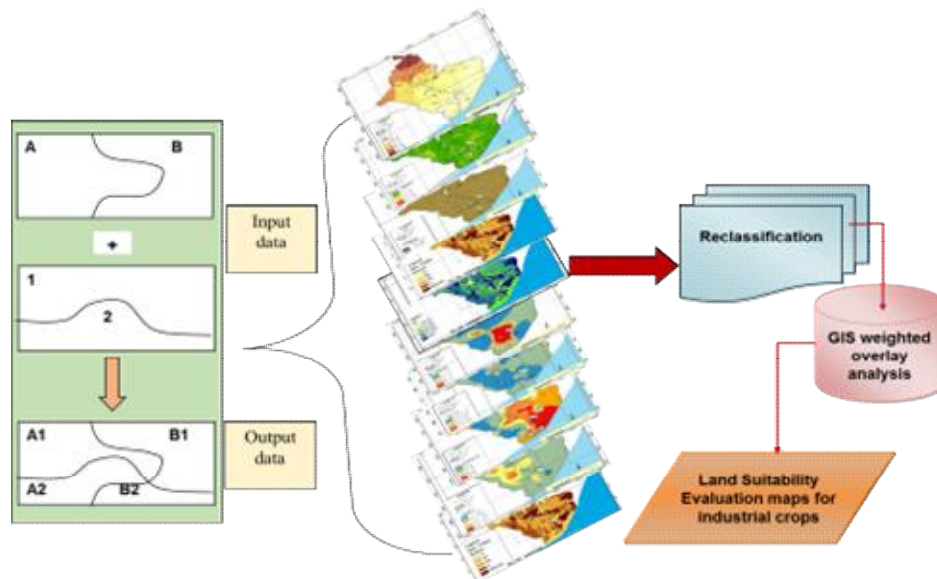 A B
+
1
2
A1 B1
A2 B2
Input
data
Output
data
Reclassification
GIS weighted
overlay
analysis
Land Suitability
Evaluation maps for
industrial crops